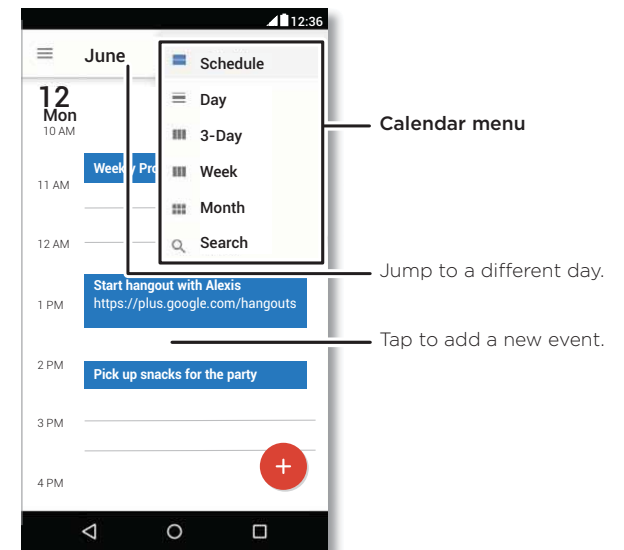 12:36
June
Schedule
Day
3-Day
Week
Month
Search
12
Mon
10 AM
Weekly Pro
11 AM
12 AM
Start hangout with Alexis
https://plus.google.com/hangouts
1 PM
2 PM
Pick up snacks for the party
3 PM
4 PM
+
Calendar menu
Jump to a different day.
Tap to add a new event.